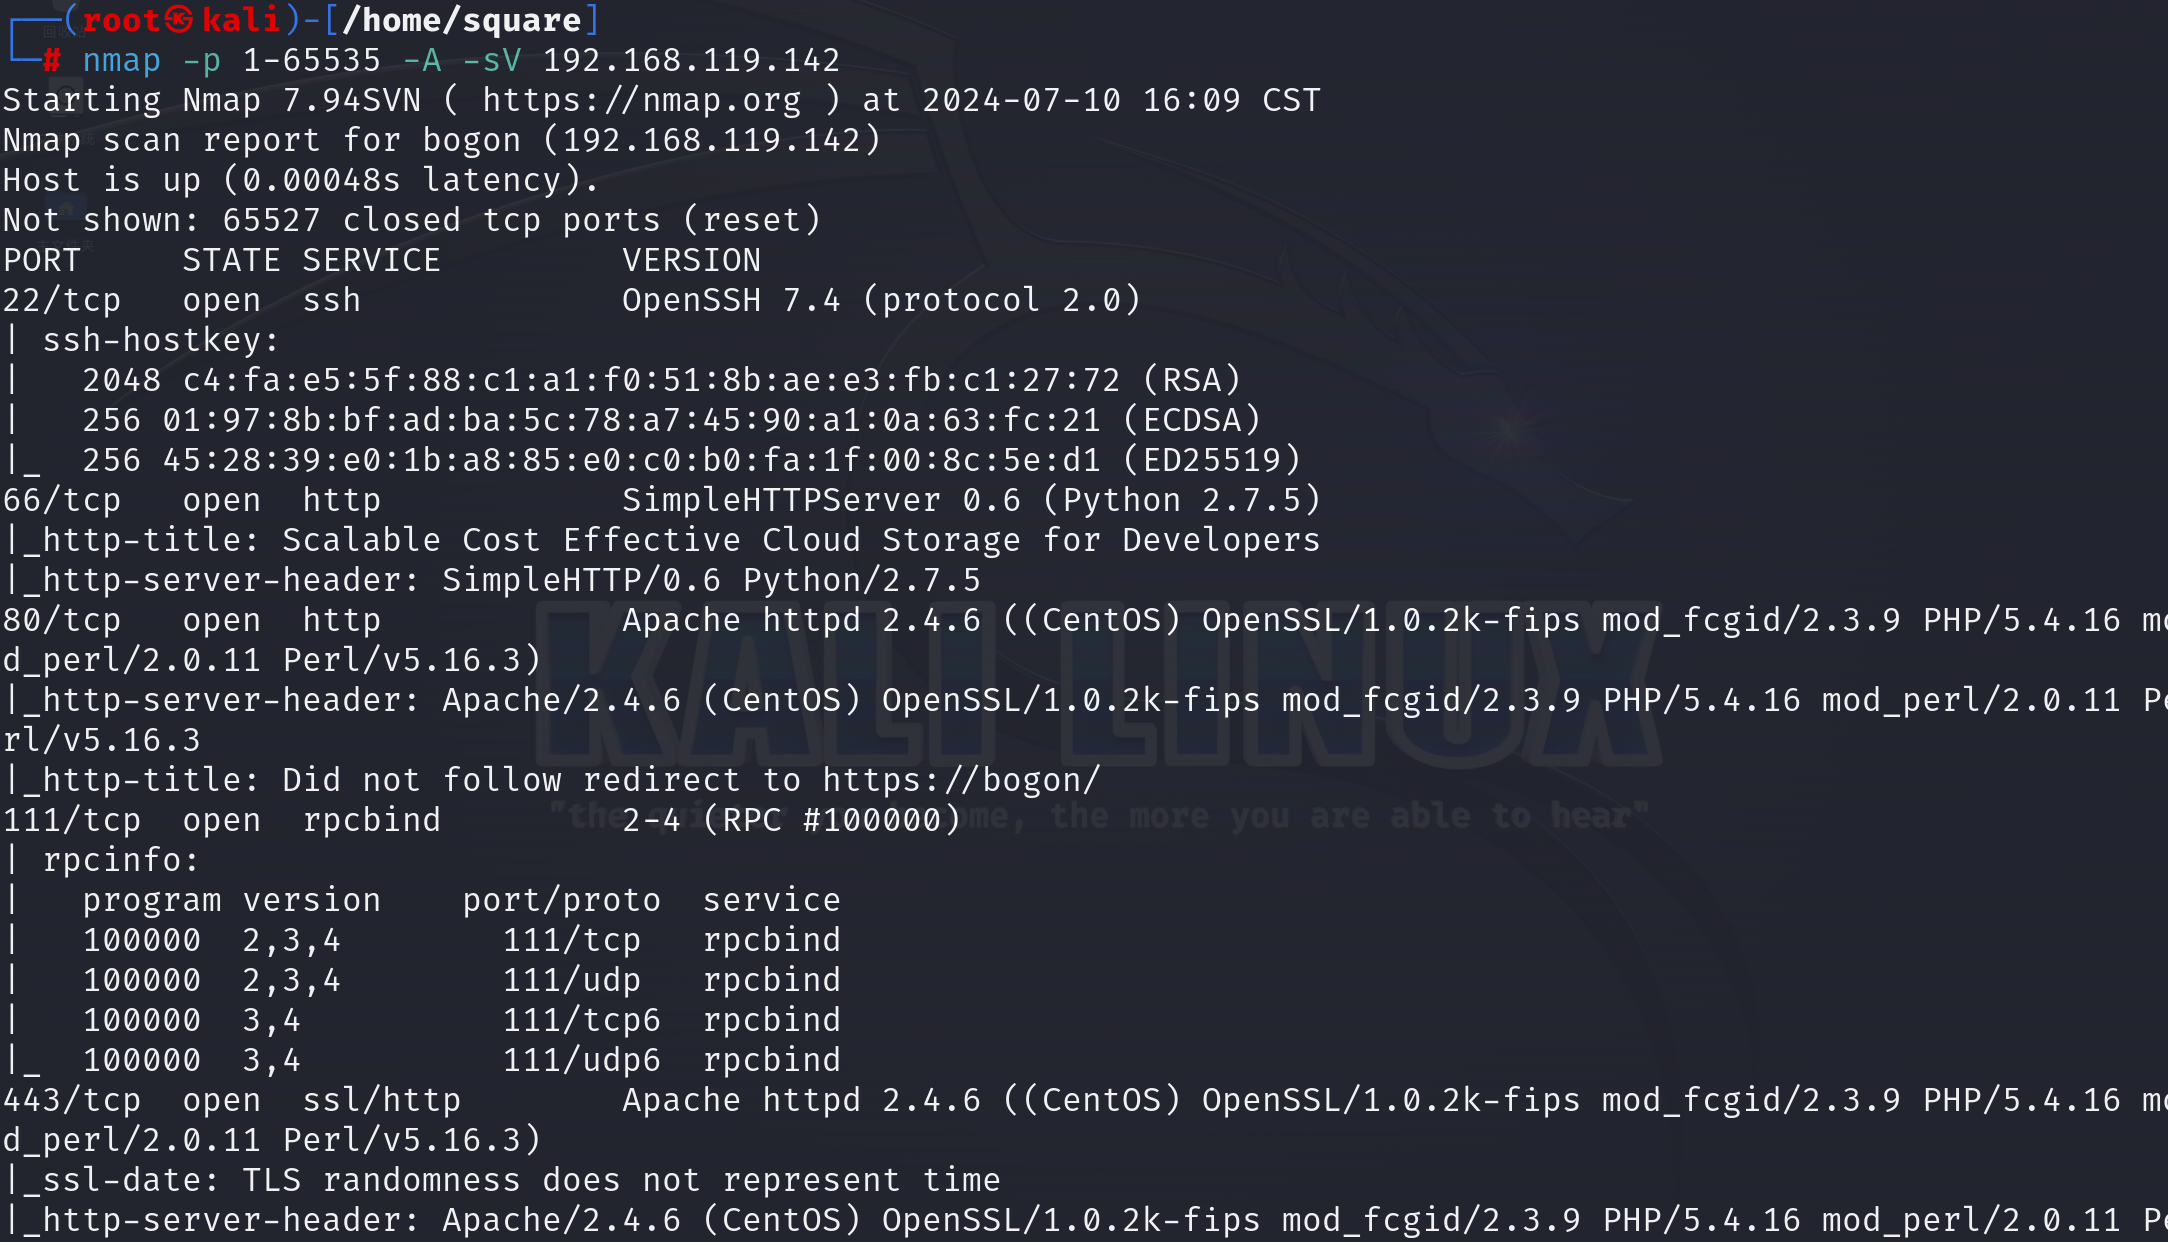 ┌──(root㉿kali)-[/home/square]
└─# nmap -p 1-65535 -A -sV 192.168.119.142
Starting Nmap 7.94SVN ( https://nmap.org ) at 2024-07-10 16:09 CST
Nmap scan report for bogon (192.168.119.142)
Host is up (0.00048s latency).
Not shown: 65527 closed tcp ports (reset)
PORT     STATE SERVICE         VERSION
22/tcp   open  ssh             OpenSSH 7.4 (protocol 2.0)
| ssh-hostkey:
|   2048 c4:fa:e5:5f:88:c1:a1:f0:51:8b:ae:e3:fb:c1:27:72 (RSA)
|   256 01:97:8b:bf:ad:ba:5c:78:a7:45:90:a1:0a:63:fc:21 (ECDSA)
|_  256 45:28:39:e0:1b:a8:85:e0:c0:b0:fa:1f:00:8c:5e:d1 (ED25519)
66/tcp   open  http            SimpleHTTPServer 0.6 (Python 2.7.5)
|_http-title: Scalable Cost Effective Cloud Storage for Developers
|_http-server-header: SimpleHTTP/0.6 Python/2.7.5
80/tcp   open  http            Apache httpd 2.4.6 ((CentOS) OpenSSL/1.0.2k-fips mod_fcgid/2.3.9 PHP/5.4.16 mo
d_perl/2.0.11 Perl/v5.16.3)
|_http-server-header: Apache/2.4.6 (CentOS) OpenSSL/1.0.2k-fips mod_fcgid/2.3.9 PHP/5.4.16 mod_perl/2.0.11 Pe
rl/v5.16.3
|_http-title: Did not follow redirect to https://bogon/
111/tcp  open  rpcbind         2-4 (RPC #100000)
| rpcinfo:
|   program version    port/proto  service
|   100000  2,3,4        111/tcp   rpcbind
|   100000  2,3,4        111/udp   rpcbind
|   100000  3,4          111/tcp6  rpcbind
|_  100000  3,4          111/udp6  rpcbind
443/tcp  open  ssl/http        Apache httpd 2.4.6 ((CentOS) OpenSSL/1.0.2k-fips mod_fcgid/2.3.9 PHP/5.4.16 mo
d_perl/2.0.11 Perl/v5.16.3)
|_ssl-date: TLS randomness does not represent time
|_http-server-header: Apache/2.4.6 (CentOS) OpenSSL/1.0.2k-fips mod_fcgid/2.3.9 PHP/5.4.16 mod_perl/2.0.11 Pe
KALI LINUX
"the come, the more you are able to hear"